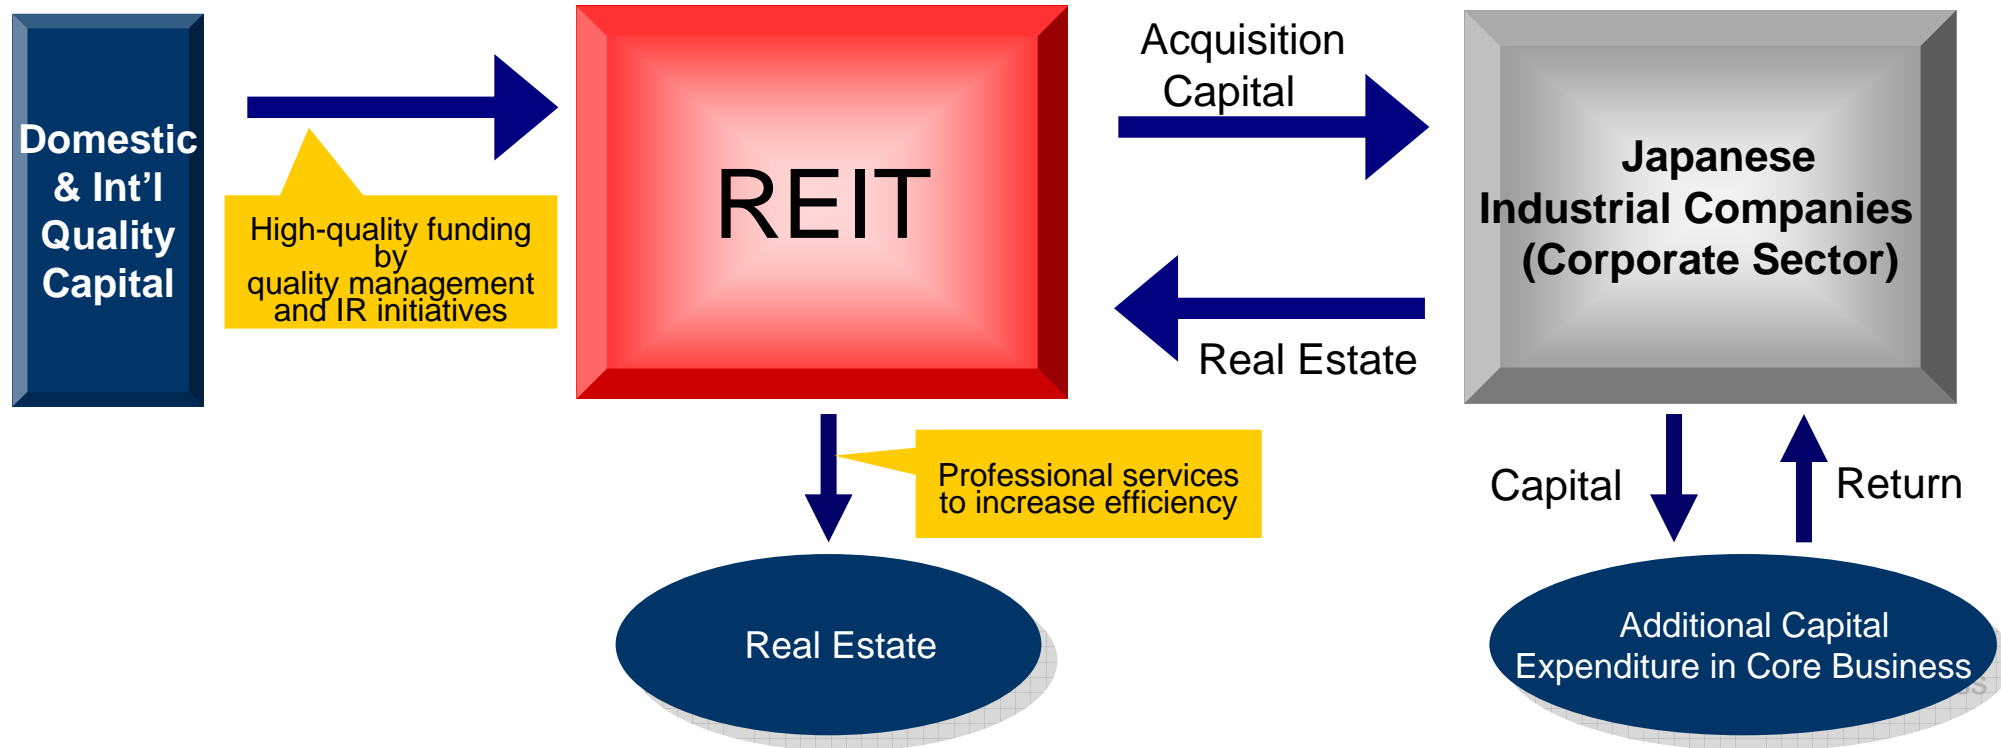 Domestic
& Int'l
Quality
Capital
High-quality funding
by
quality management
and IR initiatives
REIT
Acquisition
Capital
Real Estate
Japanese
Industrial Companies
(Corporate Sector)
Professional services
to increase efficiency
Capital
Return
Real Estate
Additional Capital
Expenditure in Core Business